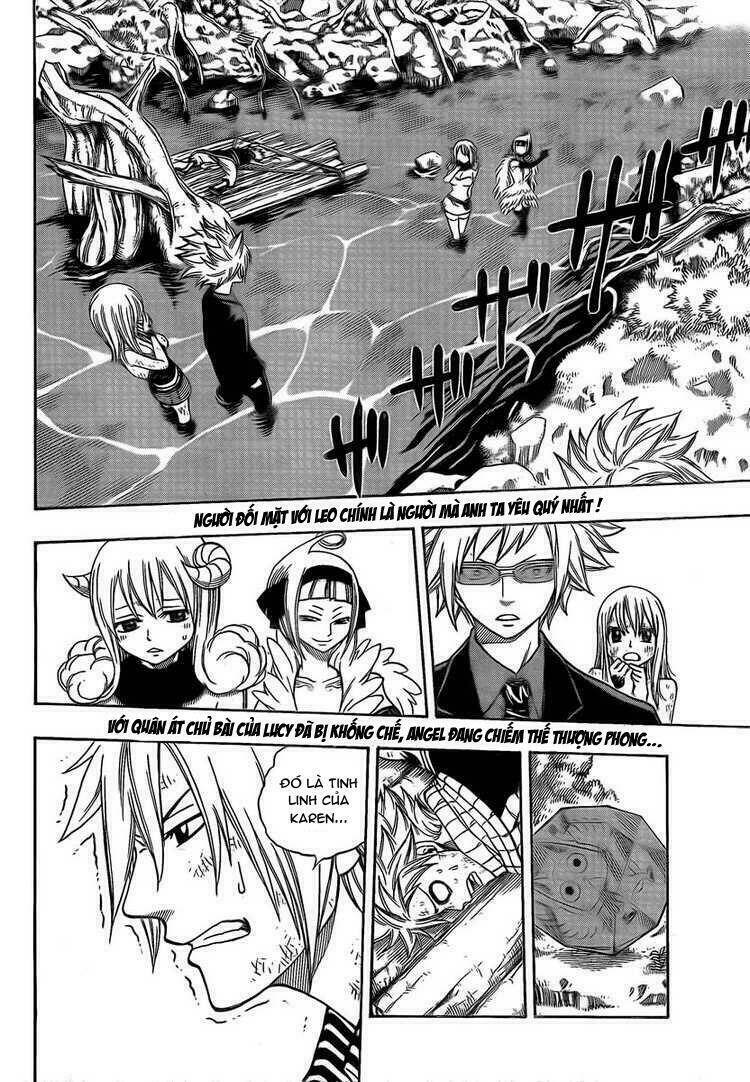 NGƯỜI ĐỐI MẶT VỚI LEO CHÍNH LÀ NGƯỜI MÀ ANH TA YÊU QUÝ NHẤT !
VỚI QUÂN ÁT CHỦ BÀI CỦA LUCY ĐÃ BỊ KHỐNG CHẾ, ANGEL ĐANG CHIẾM THẾ THƯỢNG PHONG...
ĐÓ LÀ TINH
LINH CỦA
KAREN...